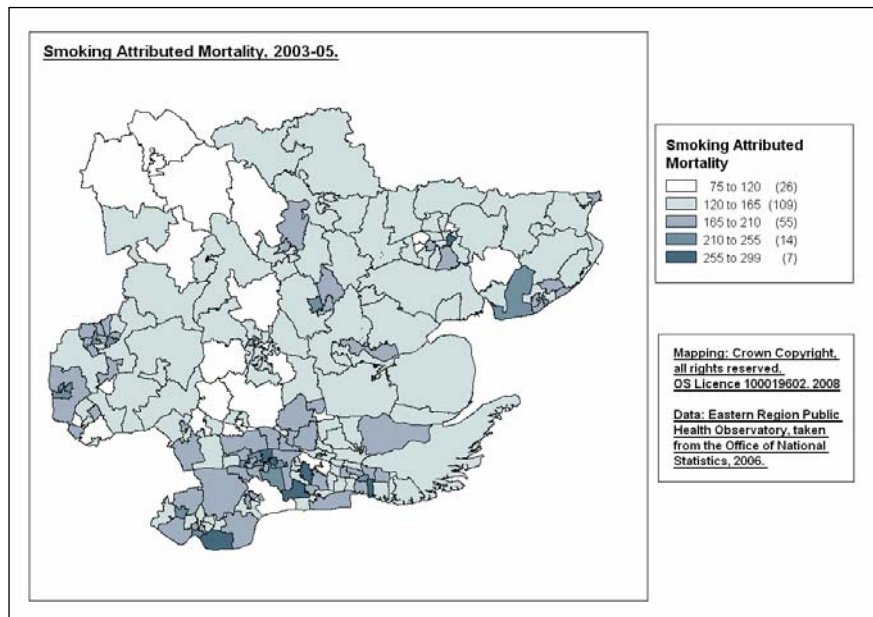 Smoking Attributed Mortality, 2003-05.
Smoking Attributed
Mortality
75 to 120 (26)
120 to 165 (109)
165 to 210 (55)
210 to 255 (14)
255 to 299 (7)
Mapping: Crown Copyright,
all rights reserved.
OS Licence 100019602. 2008
Data: Eastern Region Public
Health Observatory, taken
from the Office of National
Statistics, 2006.